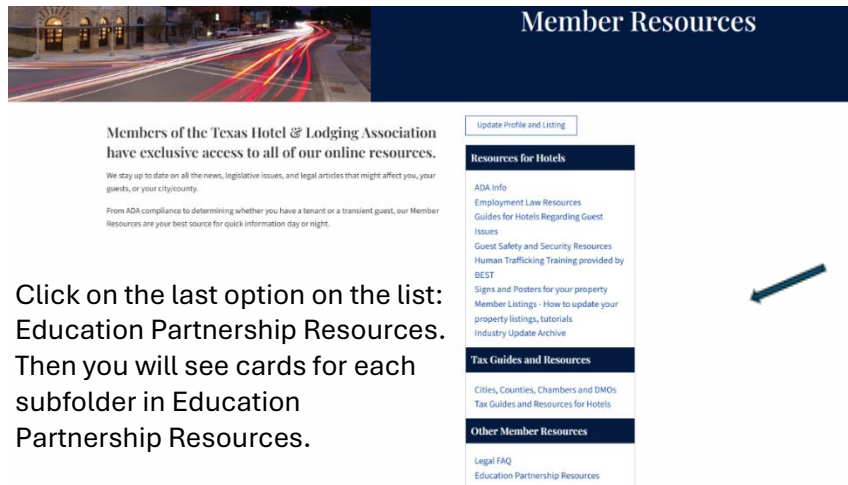 Member Resources
Members of the Texas Hotel & Lodging Association
have exclusive access to all of our online resources.
We stay up to date on all the news, legislative issues, and legal articles that might affect you, your
guests, or your city/county.
From ADA compliance to determining whether you have a tenant or a transient guest, our Member
Resources are your best source for quick information day or night.
Click on the last option on the list:
Education Partnership Resources.
Then you will see cards for each
subfolder in Education
Partnership Resources.
Update Profile and Listing
Resources for Hotels
ADA Info
Employment Law Resources
Guides for Hotels Regarding Guest
Issues
Guest Safety and Security Resources
Human Trafficking Training provided by
BEST
Signs and Posters for your property
Member Listings - How to update your
property listings, tutorials
Industry Update Archive
Tax Guides and Resources
Cities, Counties, Chambers and DMOs
Tax Guides and Resources for Hotels
Other Member Resources
Legal FAQ
Education Partnership Resources